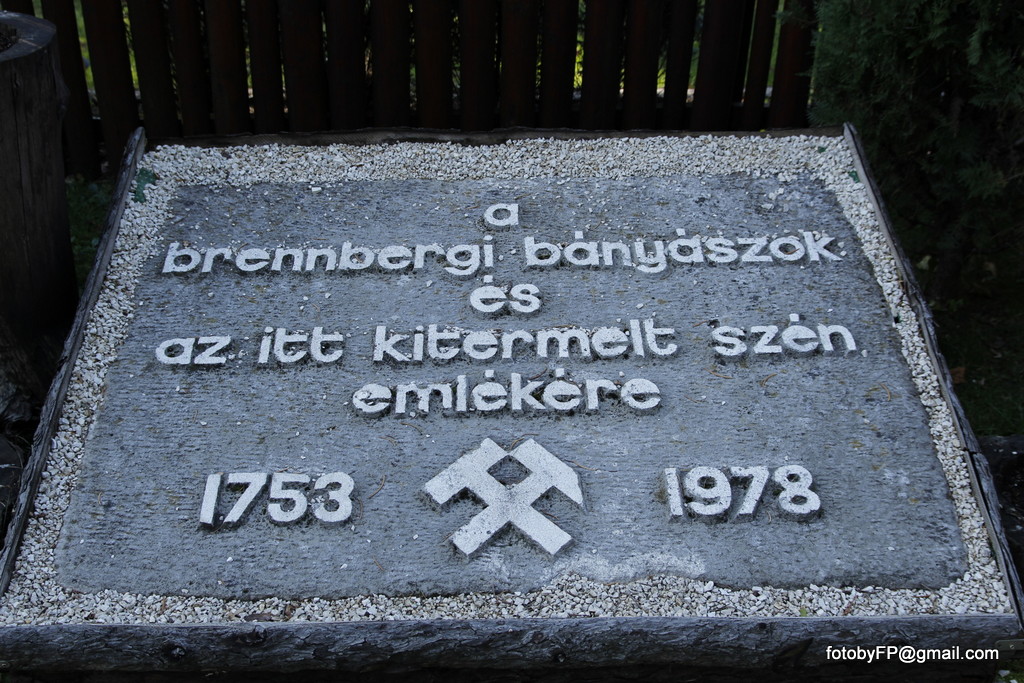 a
brennbergi bányászok
és
az itt kitermelt szén
emlékére
1753 1978
fotobyFP@gmail.com